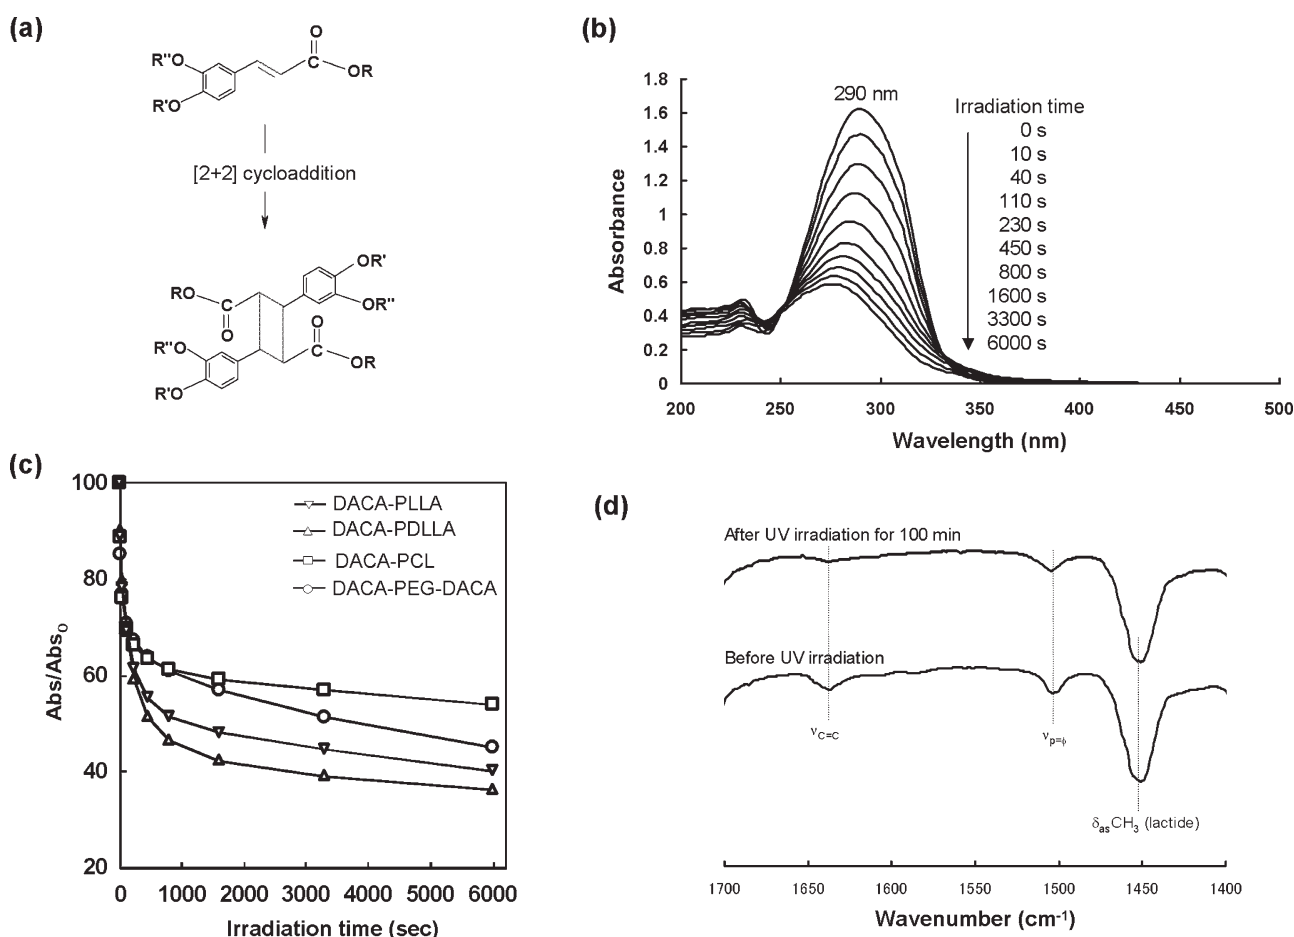 (a)
O
R"O
C
OR
R'O
[2+2] cycloaddition
OR'
RO
C
OR"
O
O
R"O
C
OR
R'O
(b)
1.8
1.6
1.4
1.2
1
0.8
0.6
0.4
0.2
0
Absorbance
290 nm
Irradiation time
0 s
10 s
40 s
110 s
230 s
450 s
800 s
1600 s
3300 s
6000 s
200 250 300 350 400 450 500
Wavelength (nm)
(c)
100
80
60
40
20
Abs/Abs₀
DACA-PLLA
DACA-PDLLA
DACA-PCL
DACA-PEG-DACA
0 1000 2000 3000 4000 5000 6000
Irradiation time (sec)
(d)
After UV irradiation for 100 min
Before UV irradiation
νC=C
νp=ϕ
δasCH₃ (lactide)
1700 1650 1600 1550 1500 1450 1400
Wavenumber (cm⁻¹)